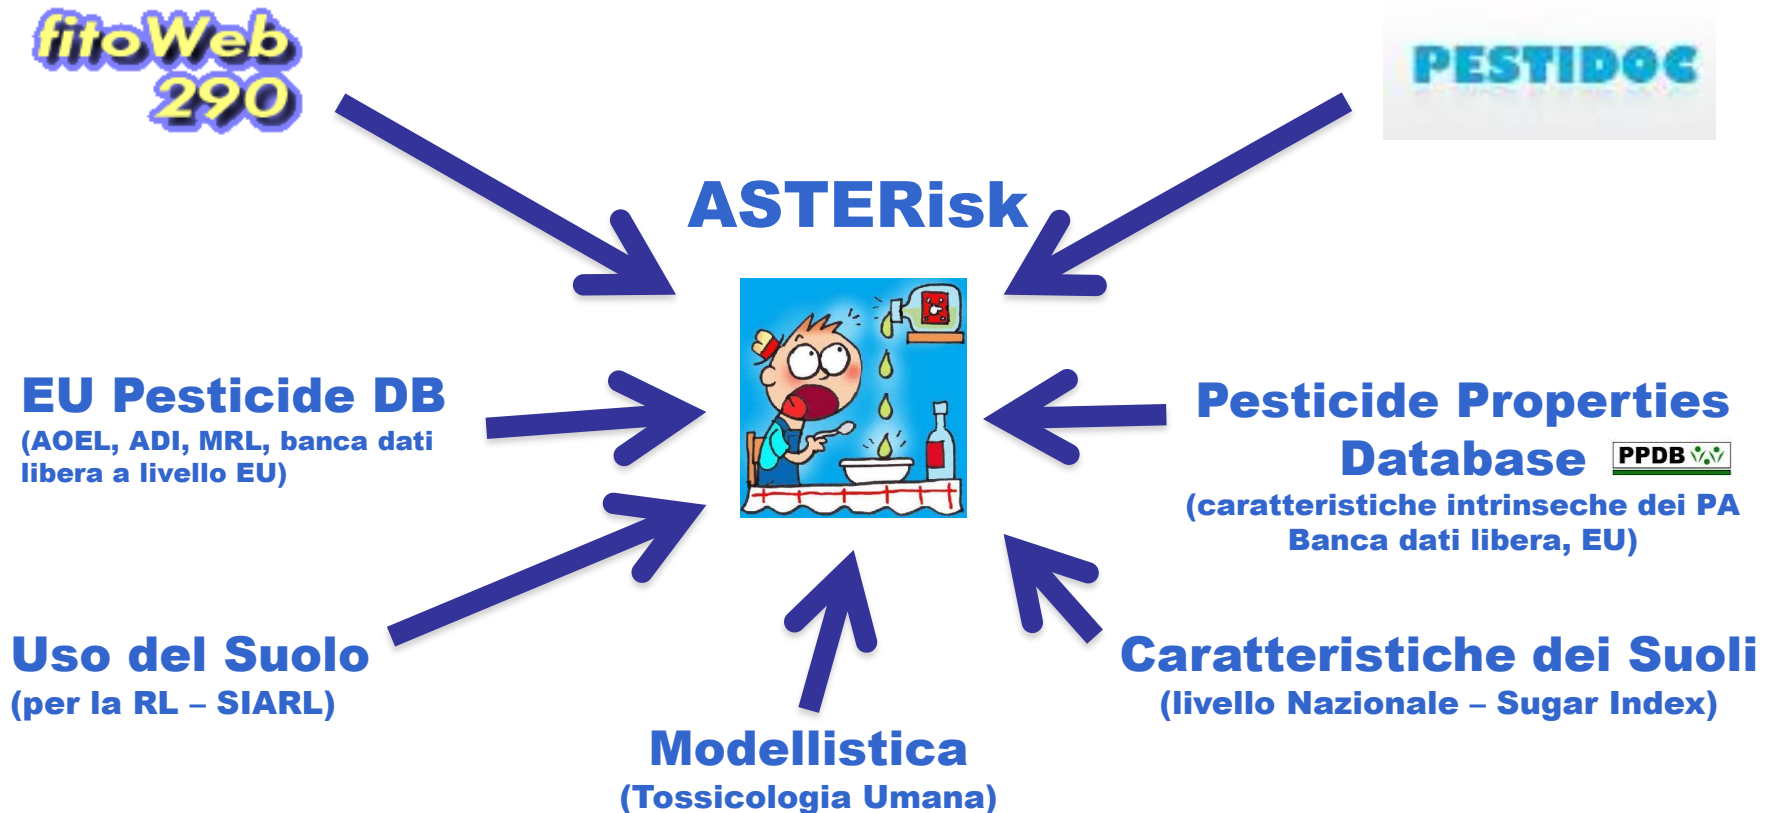 fitoWeb
290
PESTIDOC
ASTERisk
EU Pesticide DB
(AOEL, ADI, MRL, banca dati
libera a livello EU)
Pesticide Properties
Database PPDB
(caratteristiche intrinseche dei PA
Banca dati libera, EU)
Uso del Suolo
(per la RL – SIARL)
Caratteristiche dei Suoli
(livello Nazionale – Sugar Index)
Modellistica
(Tossicologia Umana)